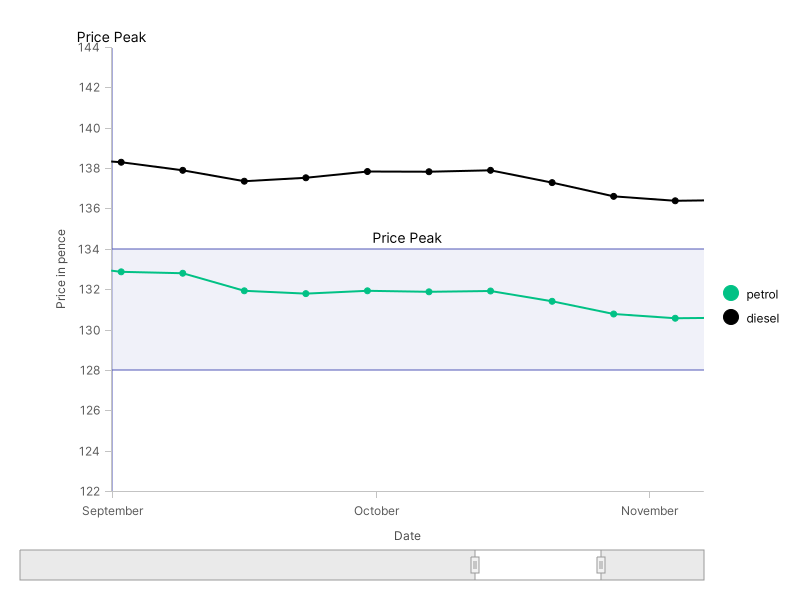 Price Peak
144
142
140
138
136
134
132
130
128
126
124
122
Price in pence
Price Peak
September
October
November
Date
petrol
diesel